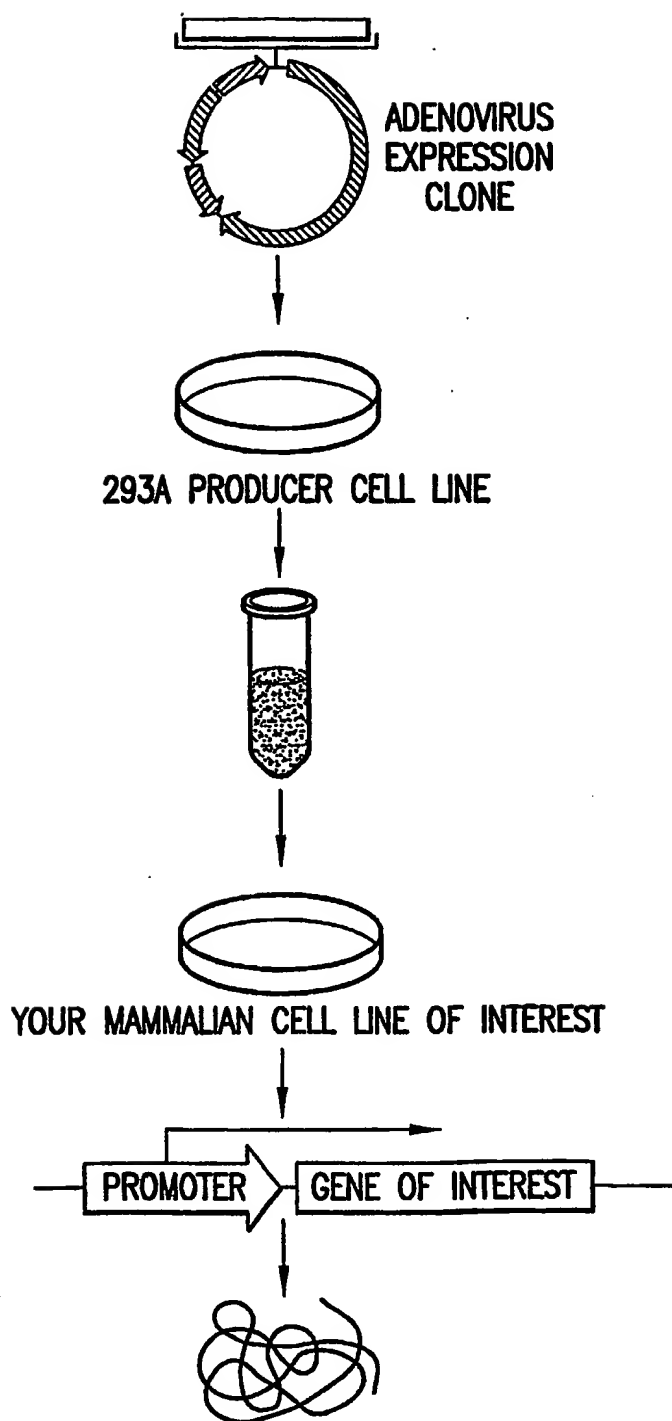 ADENOVIRUS
EXPRESSION
CLONE
293A PRODUCER CELL LINE
YOUR MAMMALIAN CELL LINE OF INTEREST
PROMOTER
GENE OF INTEREST